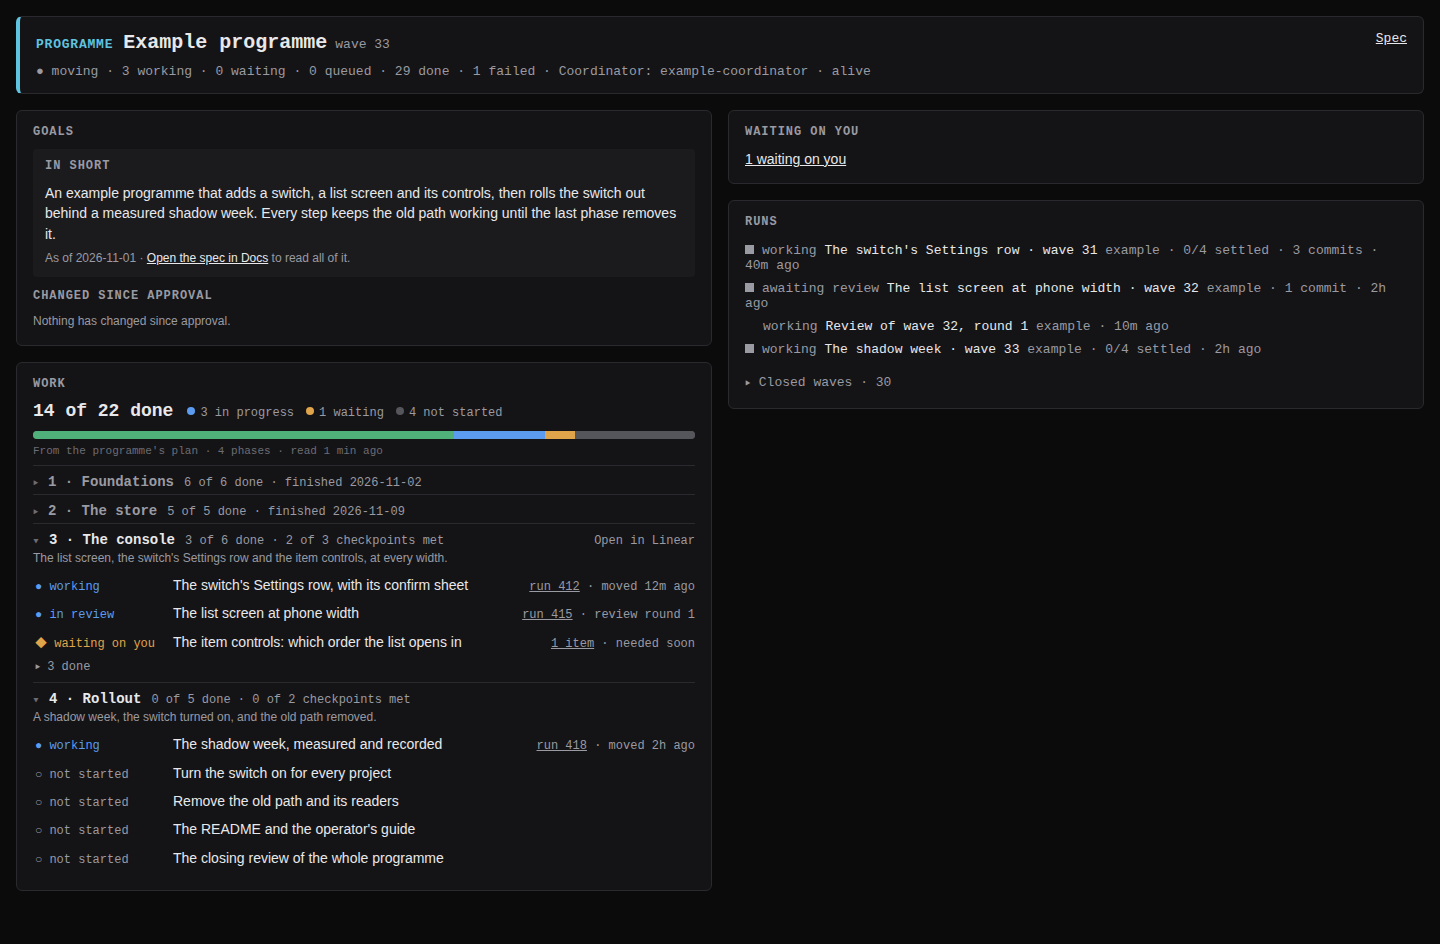 PROGRAMME Example programme wave 33
Spec
● moving · 3 working · 0 waiting · 0 queued · 29 done · 1 failed · Coordinator: example-coordinator · alive
GOALS
IN SHORT
An example programme that adds a switch, a list screen and its controls, then rolls the switch out
behind a measured shadow week. Every step keeps the old path working until the last phase removes
it.
As of 2026-11-01 · Open the spec in Docs to read all of it.
CHANGED SINCE APPROVAL
Nothing has changed since approval.
WORK
14 of 22 done 3 in progress 1 waiting 4 not started
From the programme's plan · 4 phases · read 1 min ago
▸ 1 · Foundations 6 of 6 done · finished 2026-11-02
▸ 2 · The store 5 of 5 done · finished 2026-11-09
▾ 3 · The console 3 of 6 done · 2 of 3 checkpoints met Open in Linear
The list screen, the switch's Settings row and the item controls, at every width.
● working The switch's Settings row, with its confirm sheet run 412 · moved 12m ago
● in review The list screen at phone width run 415 · review round 1
◆ waiting on you The item controls: which order the list opens in 1 item · needed soon
▸ 3 done
▾ 4 · Rollout 0 of 5 done · 0 of 2 checkpoints met
A shadow week, the switch turned on, and the old path removed.
● working The shadow week, measured and recorded run 418 · moved 2h ago
○ not started Turn the switch on for every project
○ not started Remove the old path and its readers
○ not started The README and the operator's guide
○ not started The closing review of the whole programme
WAITING ON YOU
1 waiting on you
RUNS
working The switch's Settings row · wave 31 example · 0/4 settled · 3 commits ·
40m ago
awaiting review The list screen at phone width · wave 32 example · 1 commit · 2h
ago
working Review of wave 32, round 1 example · 10m ago
working The shadow week · wave 33 example · 0/4 settled · 2h ago
▸ Closed waves · 30